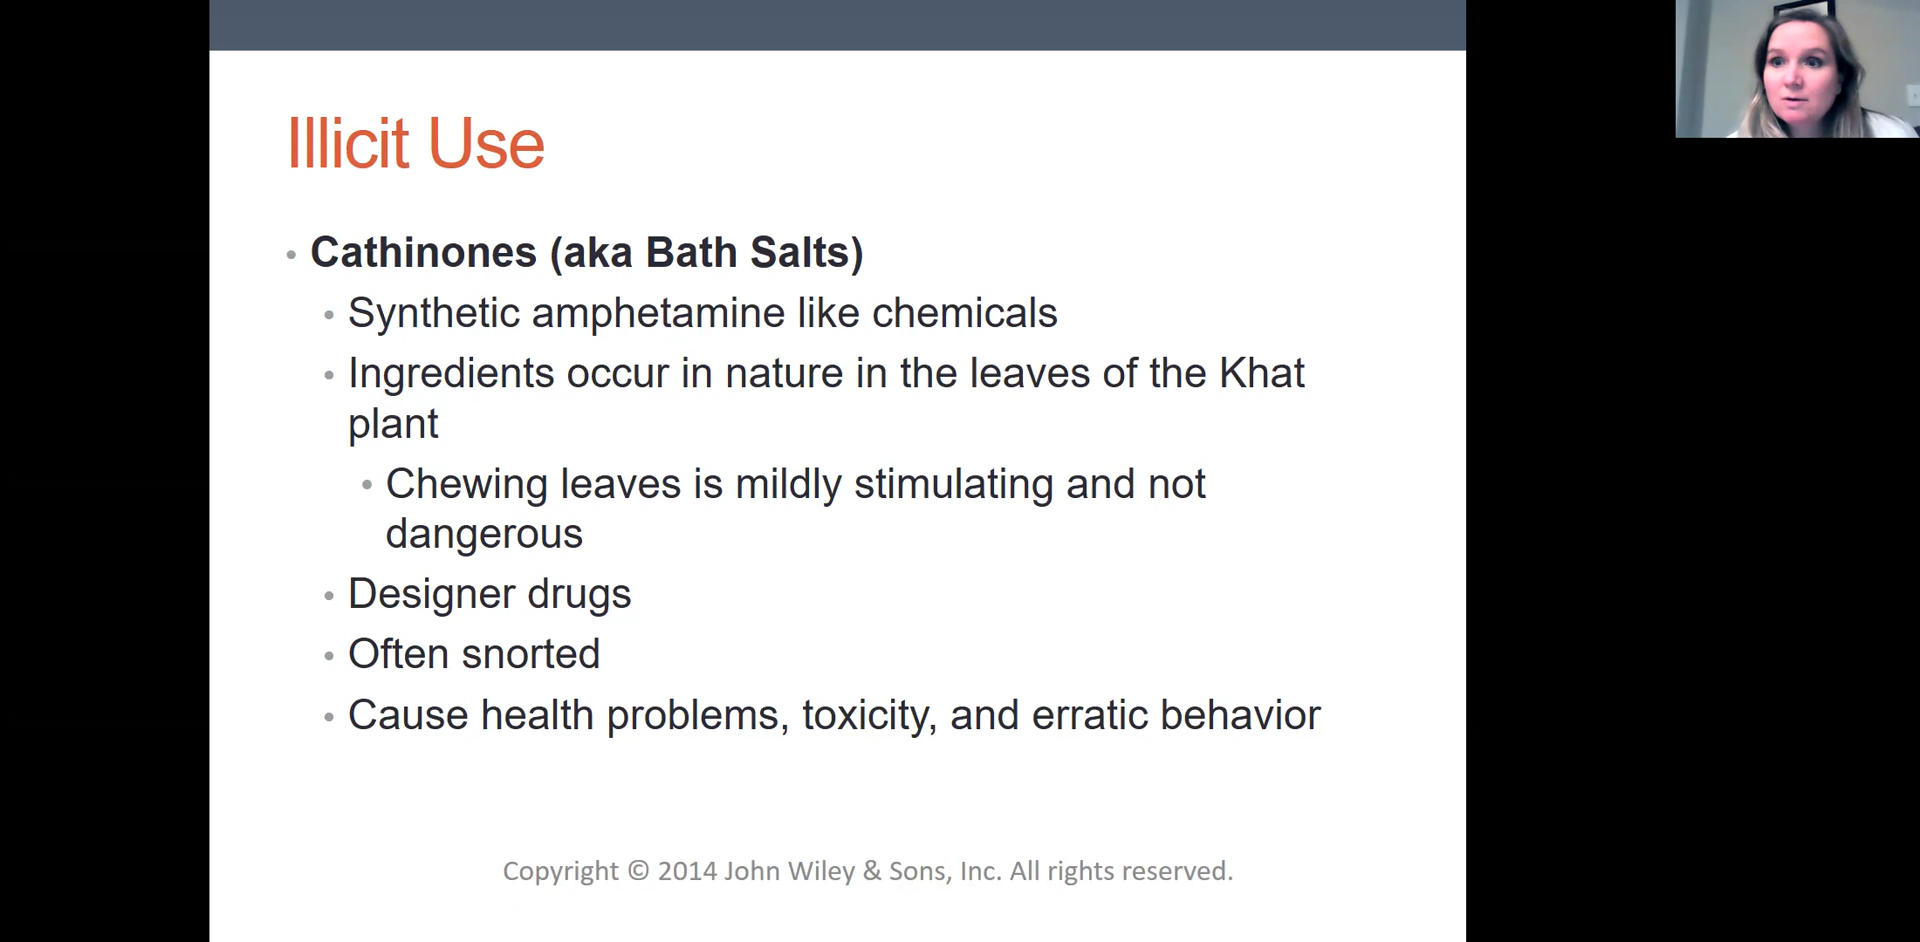 Illicit Use
• Cathinones (aka Bath Salts)
• Synthetic amphetamine like chemicals
• Ingredients occur in nature in the leaves of the Khat
plant
• Chewing leaves is mildly stimulating and not
dangerous
• Designer drugs
• Often snorted
• Cause health problems, toxicity, and erratic behavior
Copyright © 2014 John Wiley & Sons, Inc. All rights reserved.